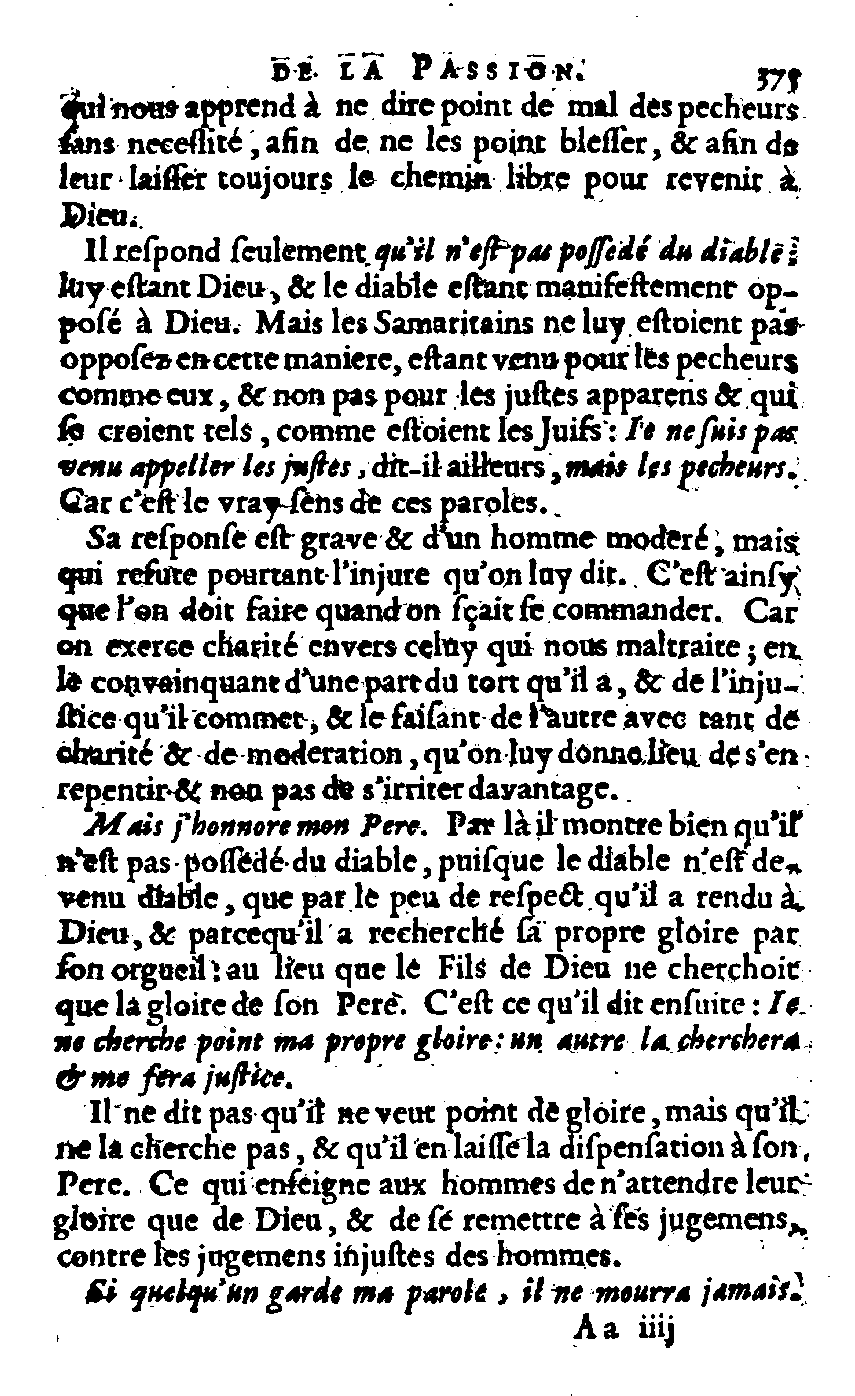 DE LA PASSION. 375
qui nous apprend à ne dire point de mal des pecheurs
ſans neceſſité, afin de ne les point bleſſer, & afin de
leur laiſſer toujours le chemin libre pour revenir à
Dieu.
Il reſpond ſeulement qu'il n'eſt pas poſſedé du diable:
luy eſtant Dieu, & le diable eſtant manifeſtement op-
poſé à Dieu. Mais les Samaritains ne luy eſtoient pas
oppoſez en cette maniere, eſtant venu pour les pecheurs
comme eux, & non pas pour les juſtes apparens & qui
ſe croient tels, comme eſtoient les Juifs: Ie ne ſuis pas
venu appeller les juſtes, dit-il ailleurs, mais les pecheurs.
Car c'eſt le vray ſens de ces paroles.
Sa reſponſe eſt grave & d'un homme moderé, mais
qui refute pourtant l'injure qu'on luy dit. C'eſt ainſy
que l'on doit faire quand on ſçait ſe commander. Car
on exerce charité envers celuy qui nous maltraite; en
le convainquant d'une part du tort qu'il a, & de l'inju-
ſtice qu'il commet, & le faiſant de l'autre avec tant de
charité & de moderation, qu'on luy donne lieu de s'en
repentir & non pas de s'irriter davantage.
Mais j'honnore mon Pere. Par là il montre bien qu'il
n'eſt pas poſſedé du diable, puiſque le diable n'eſt de-
venu diable, que par le peu de reſpect qu'il a rendu à
Dieu, & parcequ'il a recherché ſa propre gloire par
ſon orgueil: au lieu que le Fils de Dieu ne cherchoit
que la gloire de ſon Pere. C'eſt ce qu'il dit enſuite: Ie
ne cherche point ma propre gloire: un autre la cherchera
& me fera juſtice.
Il ne dit pas qu'il ne veut point de gloire, mais qu'il
ne la cherche pas, & qu'il en laiſſe la diſpenſation à ſon
Pere. Ce qui enſeigne aux hommes de n'attendre leur
gloire que de Dieu, & de ſe remettre à ſes jugemens
contre les jugemens injuſtes des hommes.
Si quelqu'un garde ma parole, il ne mourra jamais.
A a iiij